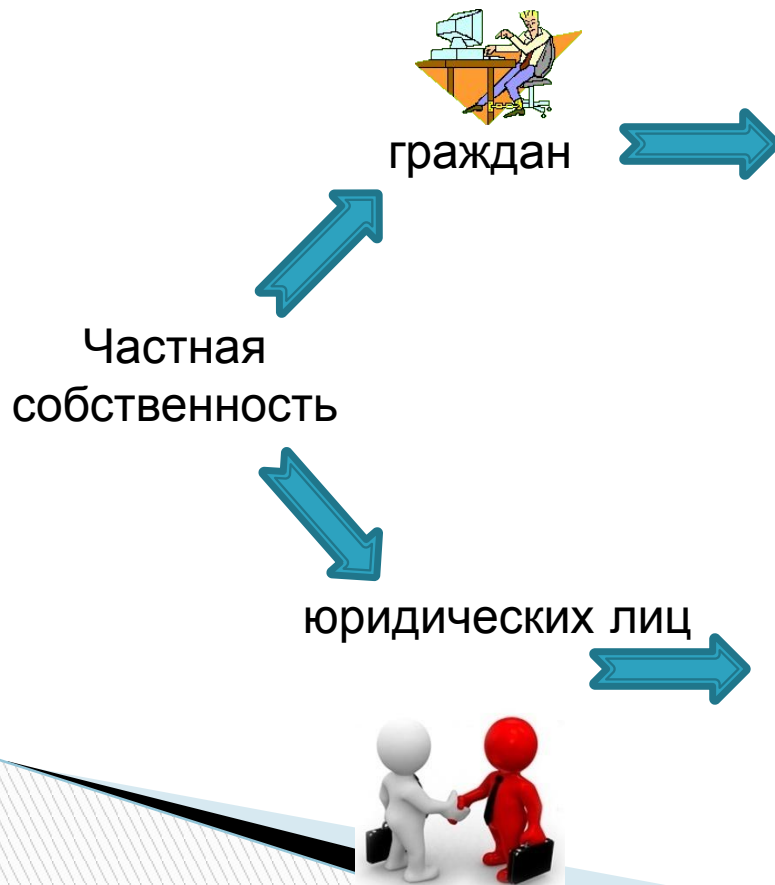 граждан
Частная
собственность
юридических лиц